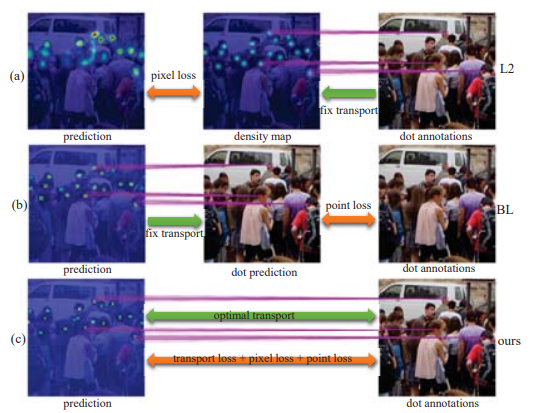 (a)
pixel loss
fix transport
L2
prediction
density map
dot annotations
(b)
fix transport
point loss
BL
prediction
dot prediction
dot annotations
(c)
optimal transport
transport loss + pixel loss + point loss
ours
prediction
dot annotations